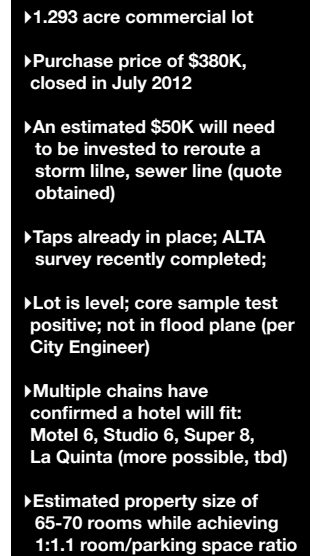 ▸1.293 acre commercial lot
▸Purchase price of $380K,
closed in July 2012
▸An estimated $50K will need
to be invested to reroute a
storm lilne, sewer line (quote
obtained)
▸Taps already in place; ALTA
survey recently completed;
▸Lot is level; core sample test
positive; not in flood plane (per
City Engineer)
▸Multiple chains have
confirmed a hotel will fit:
Motel 6, Studio 6, Super 8,
La Quinta (more possible, tbd)
▸Estimated property size of
65-70 rooms while achieving
1:1.1 room/parking space ratio